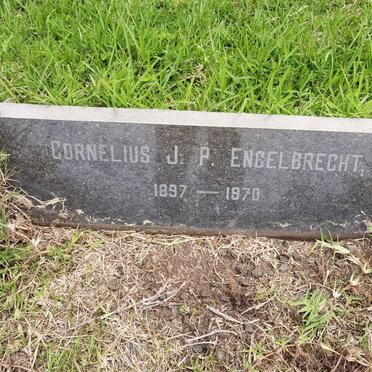 CORNELIUS J. P. ENGELBRECHT,
1897 — 1970